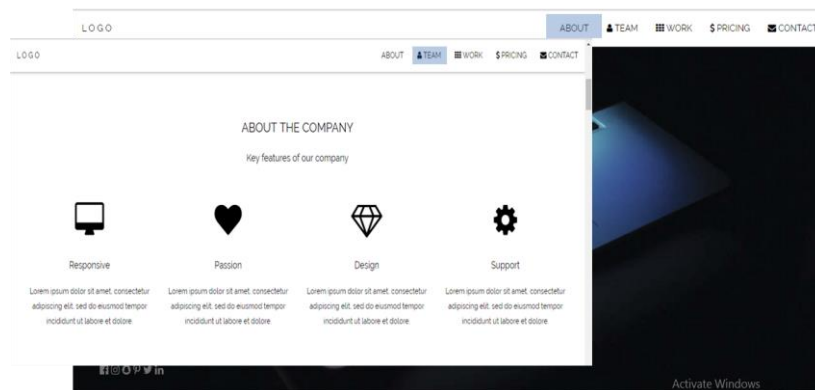 LOGO
ABOUT TEAM WORK $ PRICING CONTACT
LOGO
ABOUT TEAM WORK $ PRICING CONTACT
ABOUT THE COMPANY
Key features of our company
Responsive
Lorem ipsum dolor sit amet, consectetur
adipiscing elit, sed do eiusmod tempor
incididunt ut labore et dolore
Passion
Lorem ipsum dolor sit amet, consectetur
adipiscing elit, sed do eiusmod tempor
incididunt ut labore et dolore
Design
Lorem ipsum dolor sit amet, consectetur
adipiscing elit, sed do eiusmod tempor
incididunt ut labore et dolore
Support
Lorem ipsum dolor sit amet, consectetur
adipiscing elit, sed do eiusmod tempor
incididunt ut labore et dolore
Activate Windows